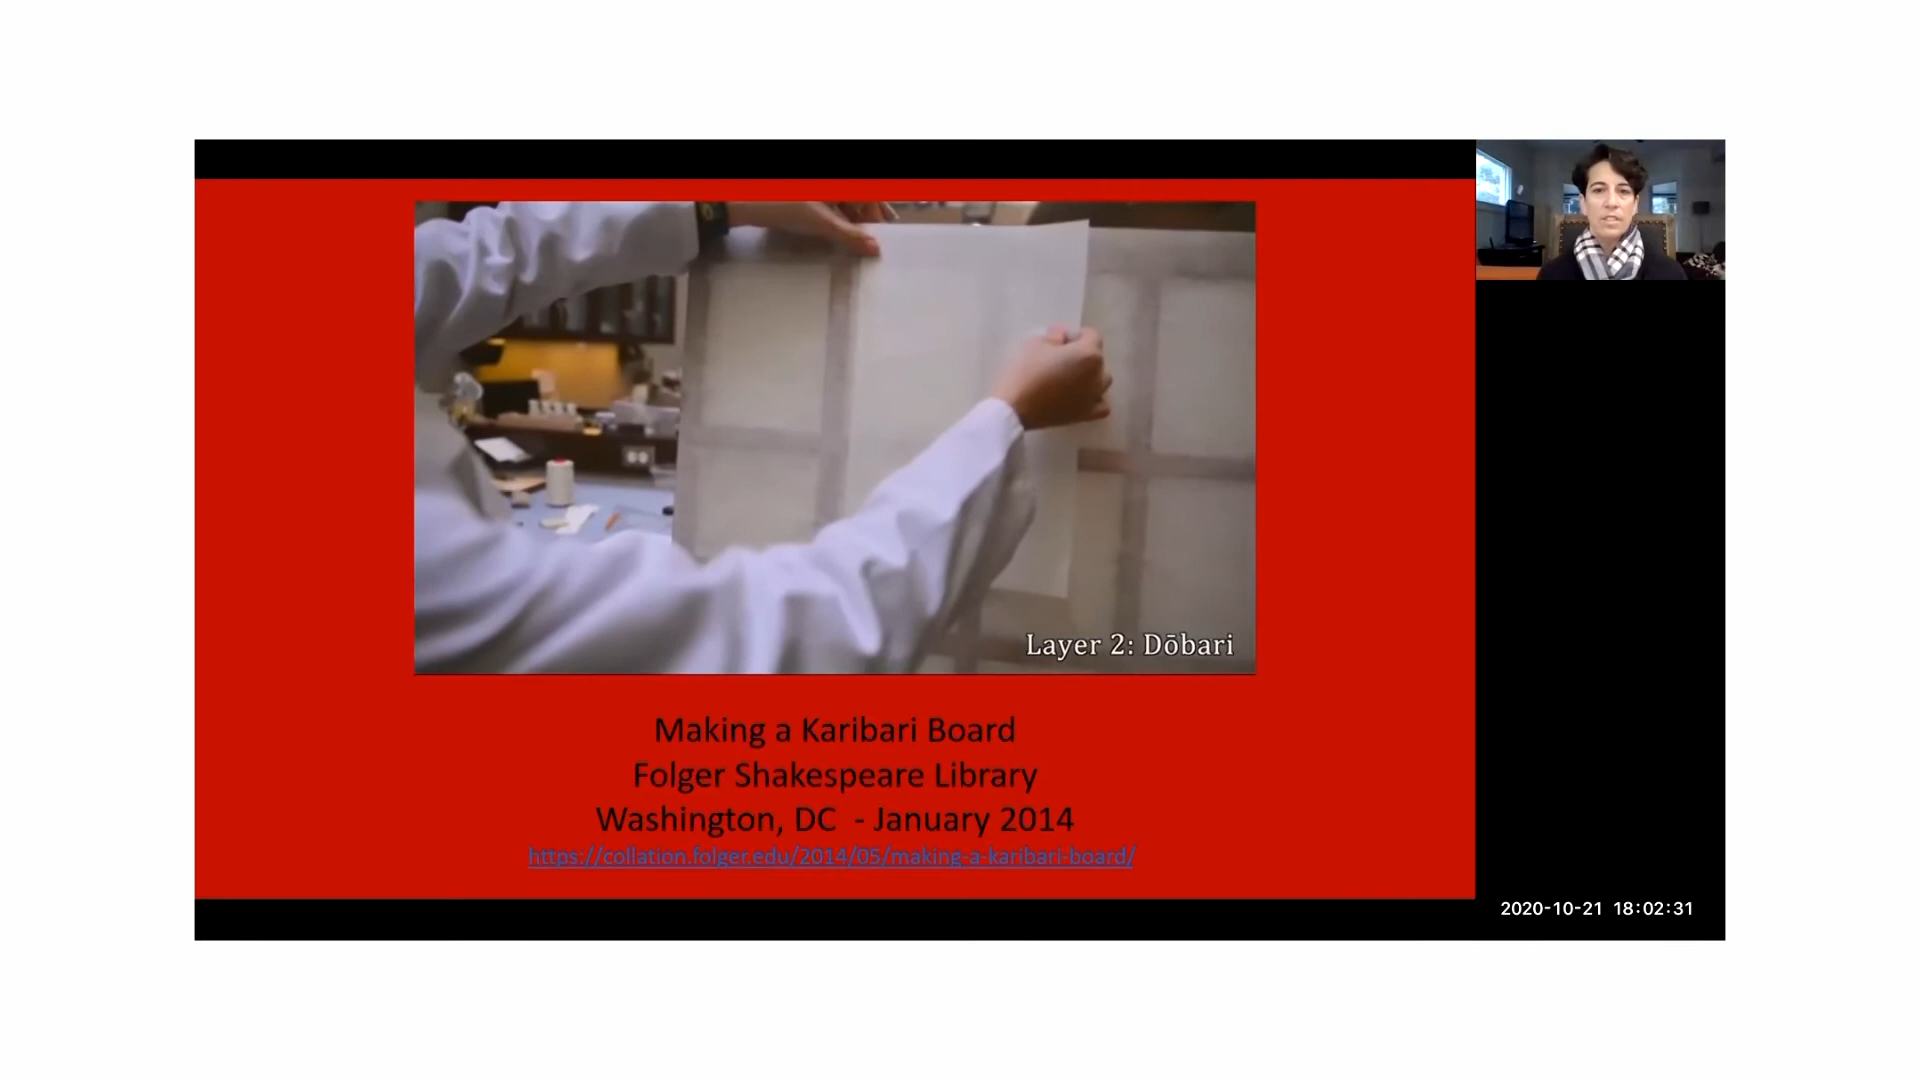 Layer 2: Dōbari
Making a Karibari Board
Folger Shakespeare Library
Washington, DC - January 2014
https://collation.folger.edu/2014/05/making-a-karibari-board/
2020-10-21 18:02:31